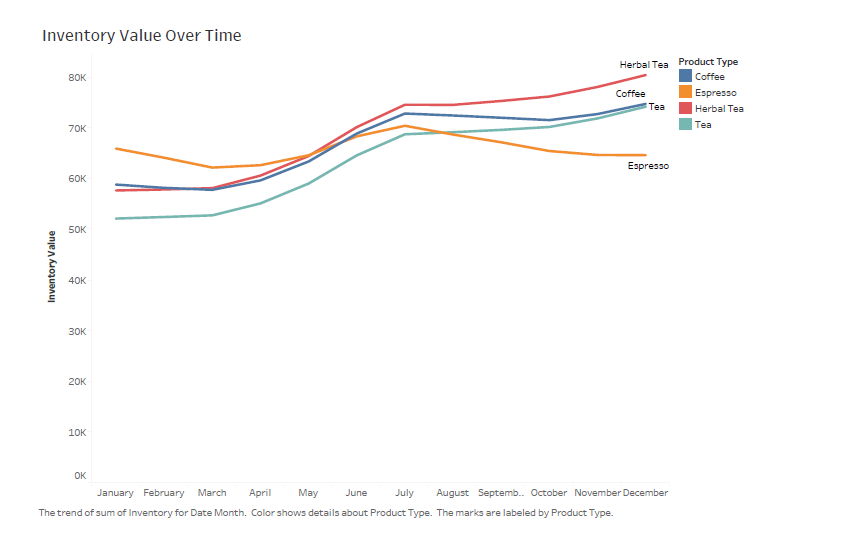 Inventory Value Over Time
Herbal Tea
Coffee
Tea
Espresso
Product Type
Coffee
Espresso
Herbal Tea
Tea
Inventory Value
80K
70K
60K
50K
40K
30K
20K
10K
0K
January February March April May June July August Septemb.. October November December
The trend of sum of Inventory for Date Month. Color shows details about Product Type. The marks are labeled by Product Type.